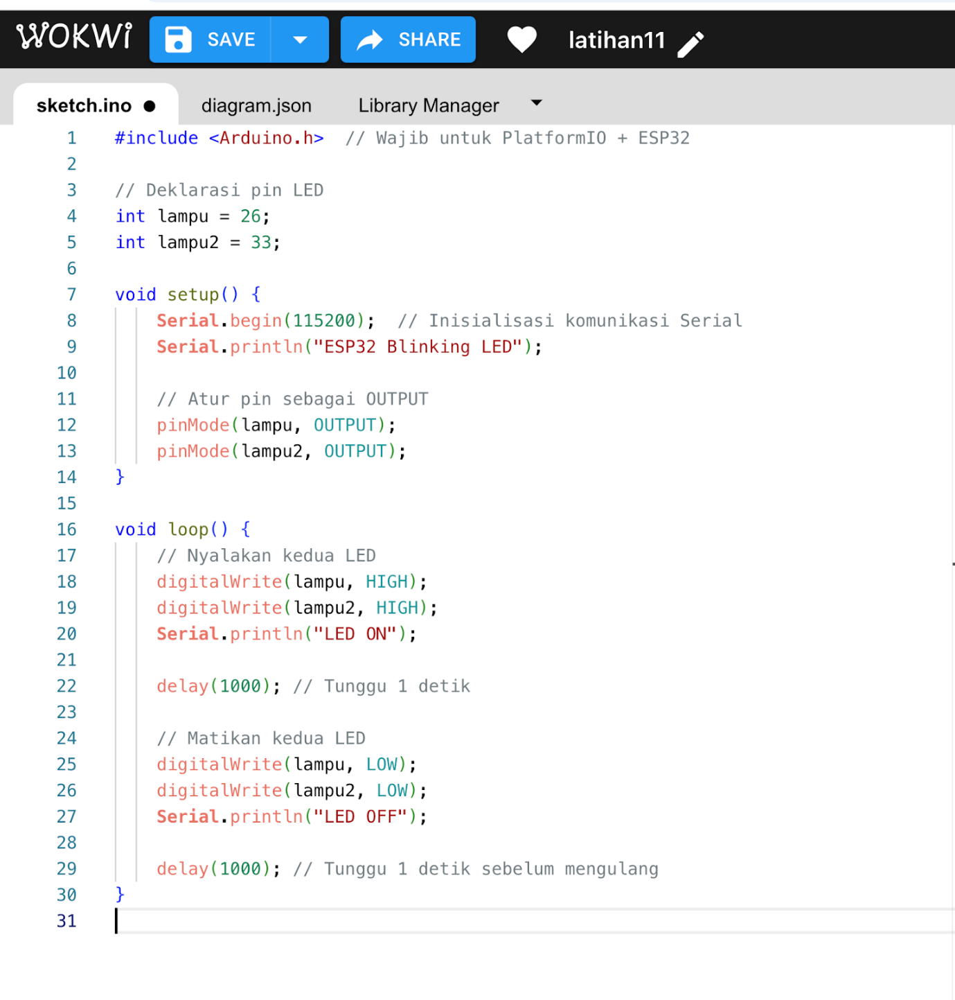 WOKWi SAVE SHARE latihan11
sketch.ino ● diagram.json Library Manager
1 #include <Arduino.h>  // Wajib untuk PlatformIO + ESP32
2
3 // Deklarasi pin LED
4 int lampu = 26;
5 int lampu2 = 33;
6
7 void setup() {
8     Serial.begin(115200);  // Inisialisasi komunikasi Serial
9     Serial.println("ESP32 Blinking LED");
10
11     // Atur pin sebagai OUTPUT
12     pinMode(lampu, OUTPUT);
13     pinMode(lampu2, OUTPUT);
14 }
15
16 void loop() {
17     // Nyalakan kedua LED
18     digitalWrite(lampu, HIGH);
19     digitalWrite(lampu2, HIGH);
20     Serial.println("LED ON");
21
22     delay(1000); // Tunggu 1 detik
23
24     // Matikan kedua LED
25     digitalWrite(lampu, LOW);
26     digitalWrite(lampu2, LOW);
27     Serial.println("LED OFF");
28
29     delay(1000); // Tunggu 1 detik sebelum mengulang
30 }
31